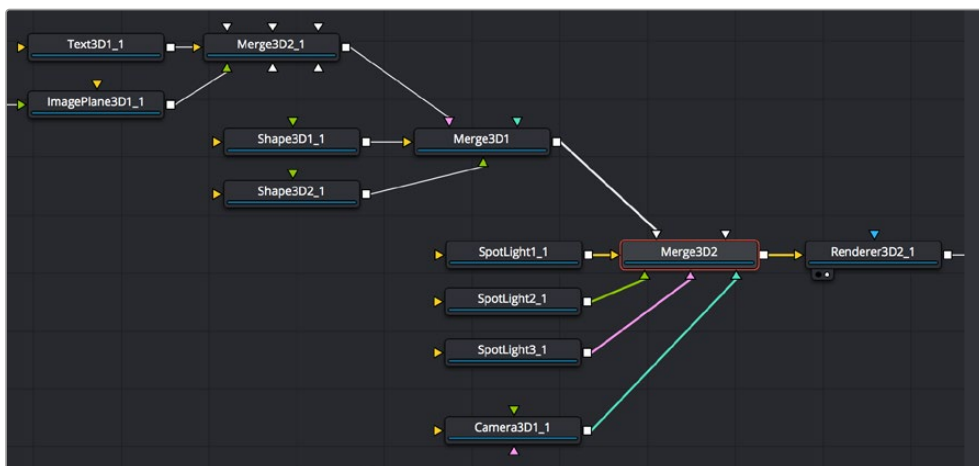 Text3D1_1
Merge3D2_1
ImagePlane3D1_1
Shape3D1_1
Merge3D1
Shape3D2_1
SpotLight1_1
Merge3D2
Renderer3D2_1
SpotLight2_1
SpotLight3_1
Camera3D1_1